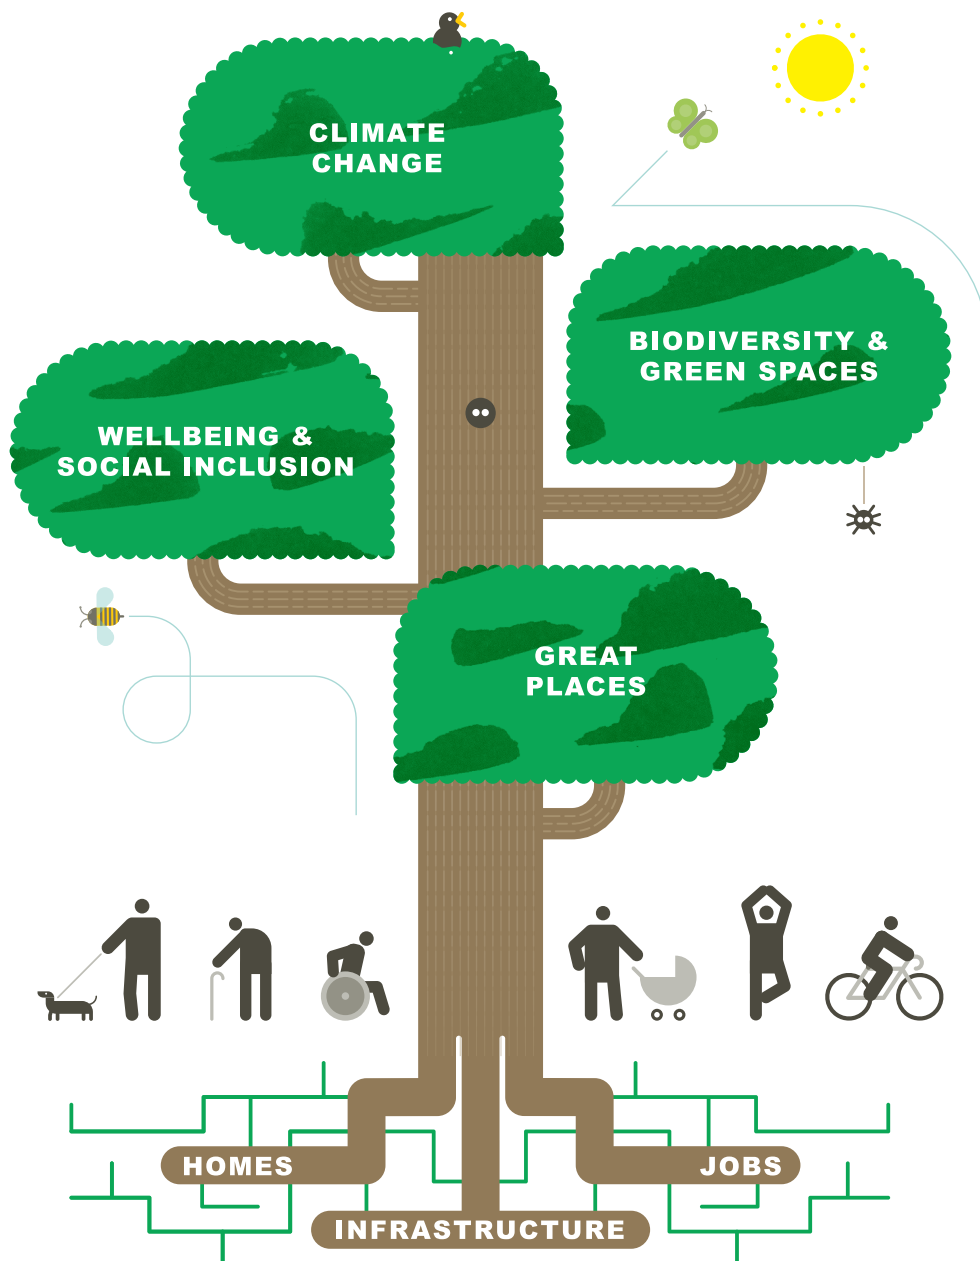 CLIMATE
CHANGE
BIODIVERSITY &
GREEN SPACES
WELLBEING &
SOCIAL INCLUSION
GREAT
PLACES
HOMES
JOBS
INFRASTRUCTURE